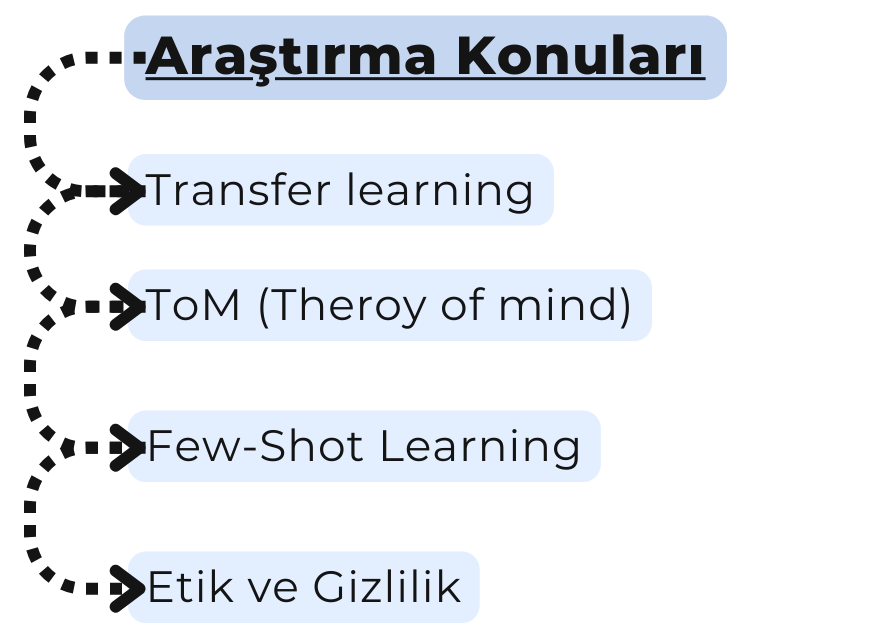 Araştırma Konuları
Transfer learning
ToM (Theroy of mind)
Few-Shot Learning
Etik ve Gizlilik